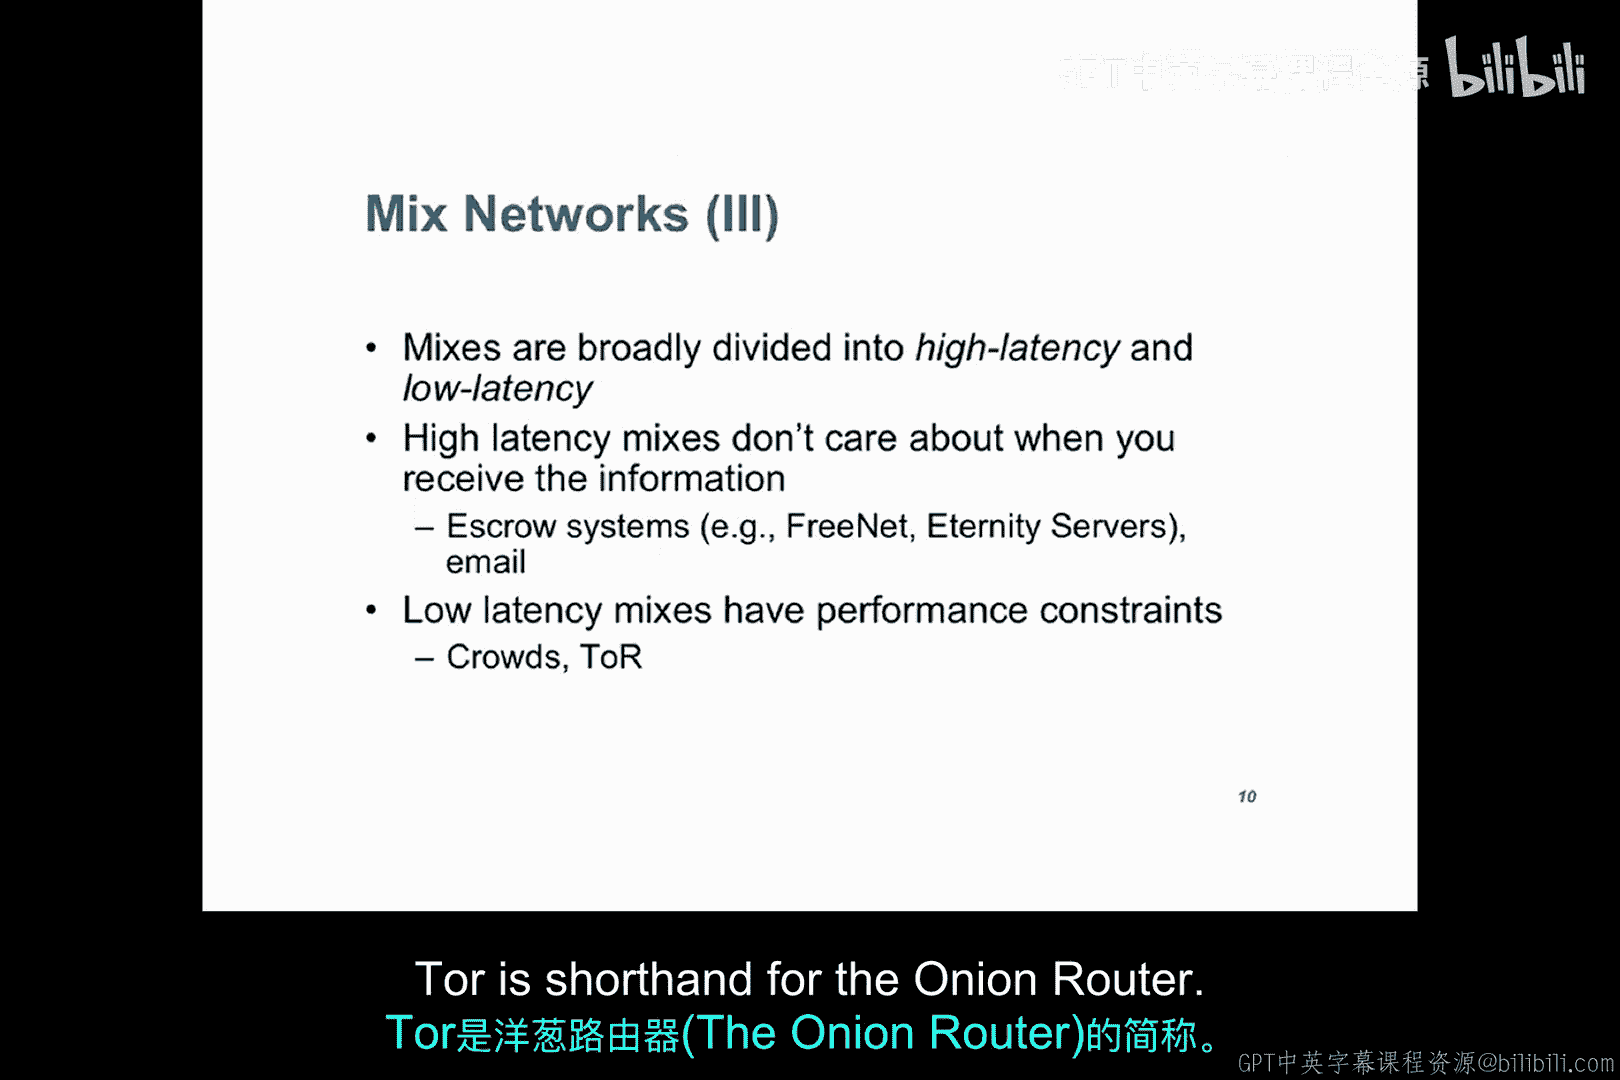 bilibili
Mix Networks (III)
• Mixes are broadly divided into high-latency and
low-latency
• High latency mixes don't care about when you
receive the information
– Escrow systems (e.g., FreeNet, Eternity Servers),
email
• Low latency mixes have performance constraints
– Crowds, ToR
10
Tor is shorthand for the Onion Router.
Tor是洋葱路由器(The Onion Router)的简称。
GPT中英字幕课程资源@bilibili.com